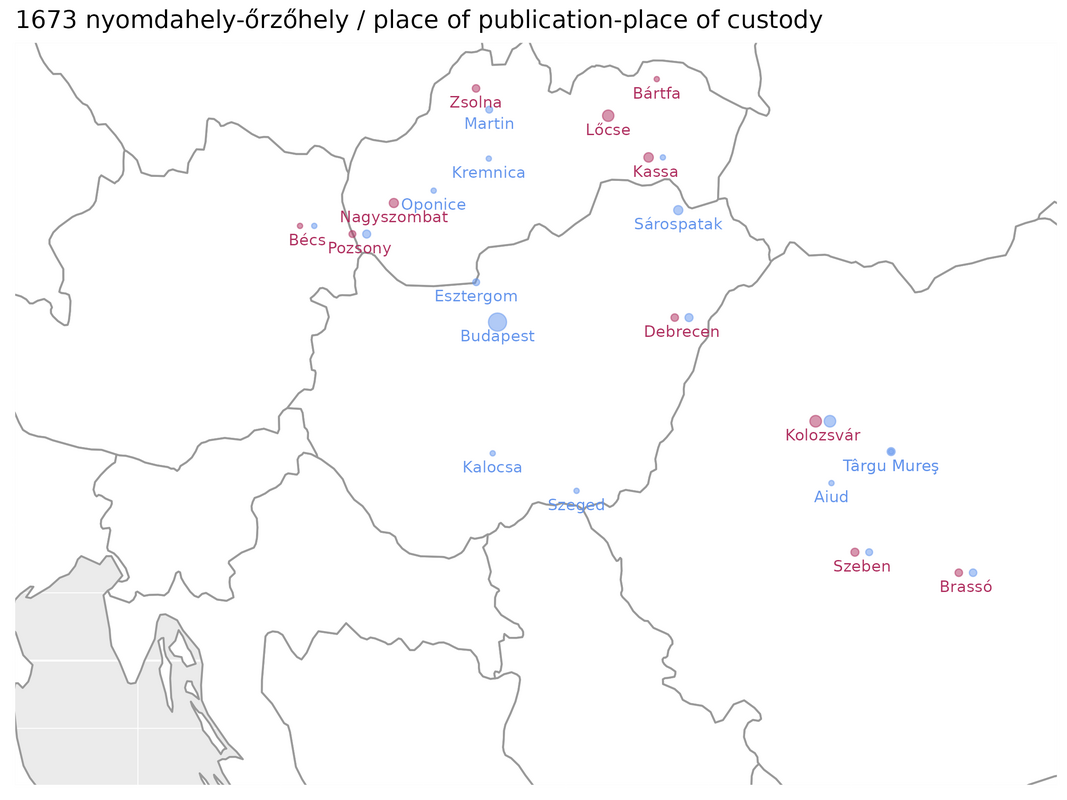 1673 nyomdahely-őrzőhely / place of publication-place of custody
Bártfa
Zsolna
Martin
Lőcse
Kremnica
Kassa
Oponice
Nagyszombat
Sárospatak
Bécs
Pozsony
Esztergom
Budapest
Debrecen
Kolozsvár
Kalocsa
Târgu Mureş
Aiud
Szeged
Szeben
Brassó